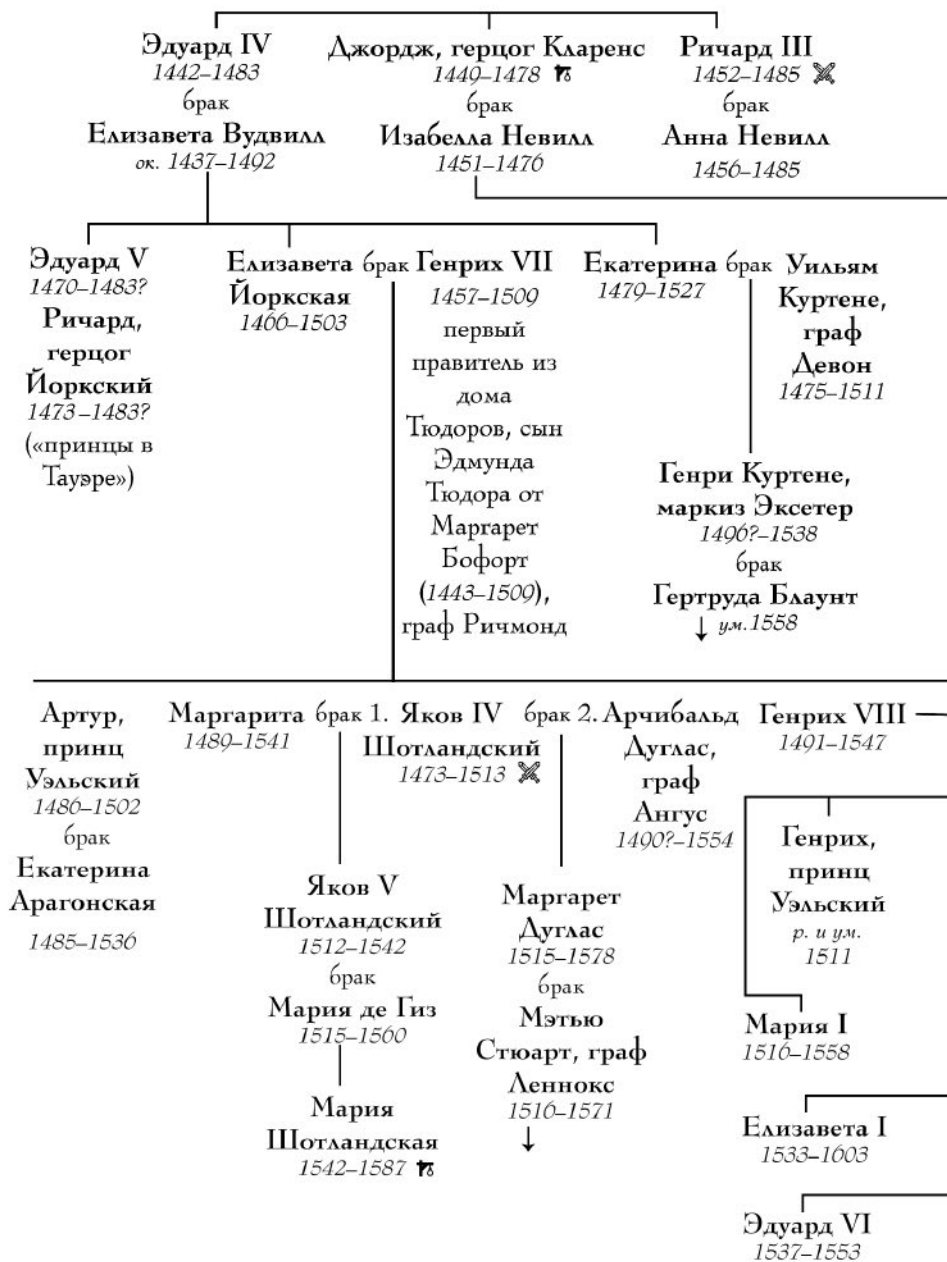 Эдуард IV
1442–1483
брак
Елизавета Вудвилл
ок. 1437–1492
Джордж, герцог Кларенс
1449–1478
брак
Изабелла Невилл
1451–1476
Ричард III
1452–1485
брак
Анна Невилл
1456–1485
Эдуард V
1470–1483?
Ричард,
герцог
Йоркский
1473–1483?
(«принцы в
Тауэре»)
Елизавета
Йоркская
1466–1503
брак
Генрих VII
1457–1509
первый
правитель из
дома
Тюдоров, сын
Эдмунда
Тюдора от
Маргарет
Бофорт
(1443–1509),
граф Ричмонд
Екатерина
1479–1527
брак
Уильям
Куртене,
граф
Девон
1475–1511
Генри Куртене,
маркиз Эксетер
1496?–1538
брак
Гертруда Блаунт
↓ ум.1558
Артур,
принц
Уэльский
1486–1502
брак
Екатерина
Арагонская
1485–1536
Маргарита
1489–1541
брак 1.
Яков IV
Шотландский
1473–1513
брак 2.
Арчибальд
Дуглас,
граф
Ангус
1490?–1554
Генрих VIII
1491–1547
Яков V
Шотландский
1512–1542
брак
Мария де Гиз
1515–1560
Мария
Шотландская
1542–1587
Маргарет
Дуглас
1515–1578
брак
Мэтью
Стюарт, граф
Леннокс
1516–1571
↓
Генрих,
принц
Уэльский
р. и ум.
1511
Мария I
1516–1558
Елизавета I
1533–1603
Эдуард VI
1537–1553